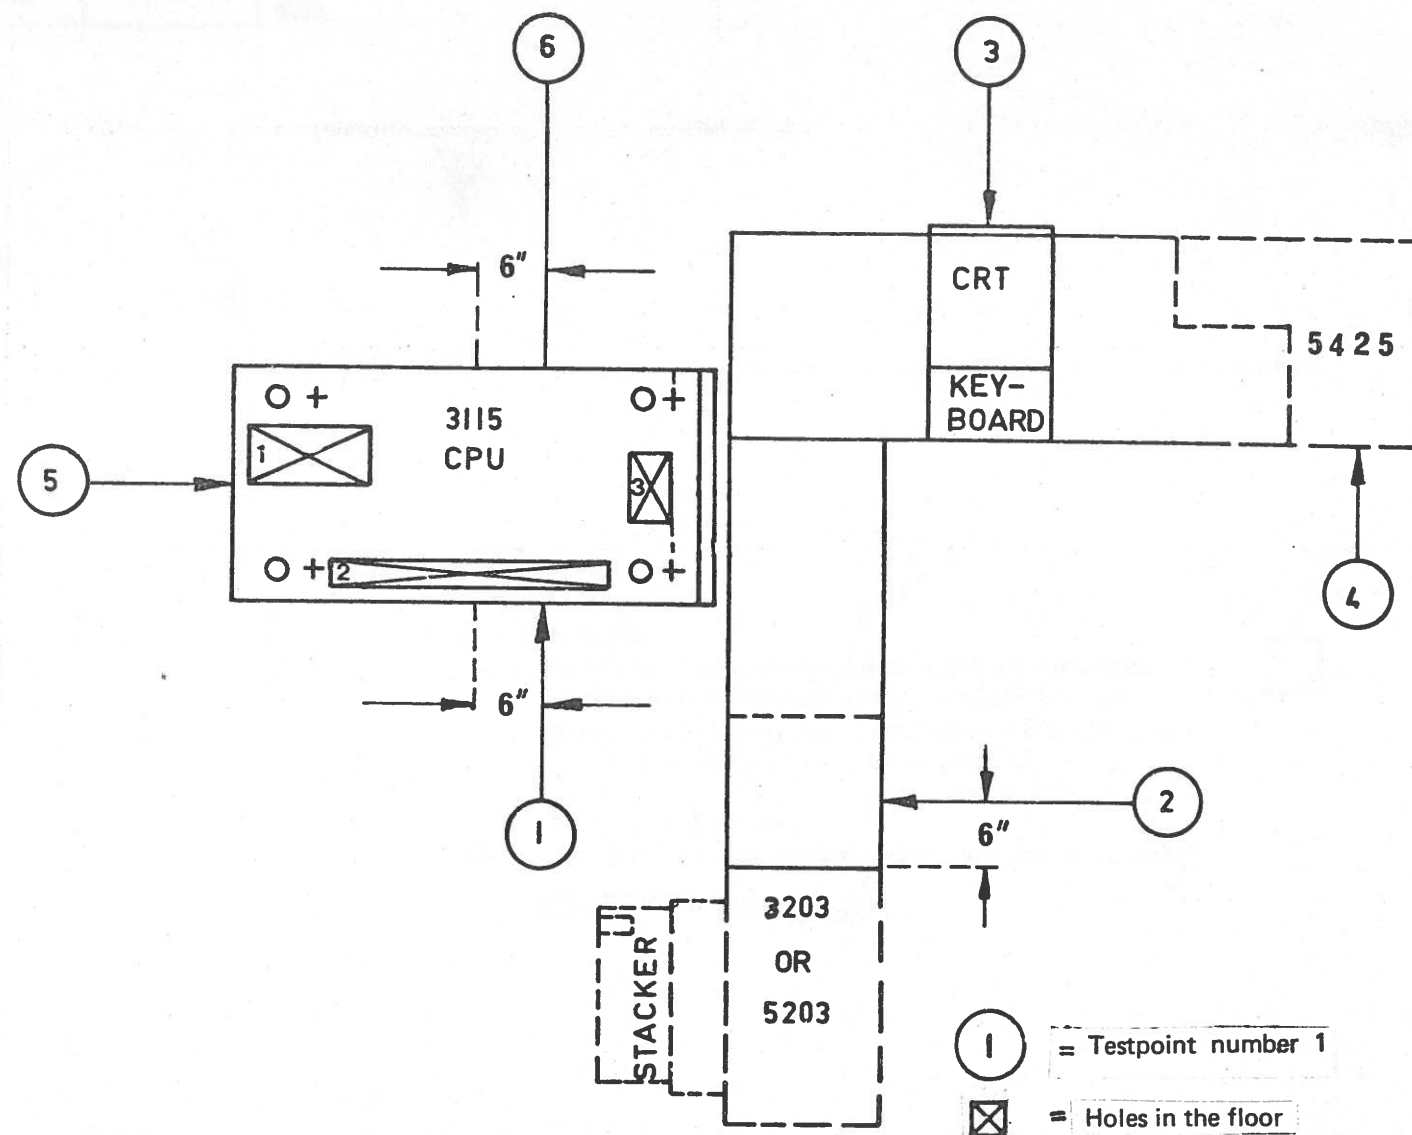 6
3
6"
CRT
5425
3115
CPU
KEY-
BOARD
1
3
5
2
4
6"
1
2
6"
3203
OR
5203
STACKER
1 = Testpoint number 1
= Holes in the floor